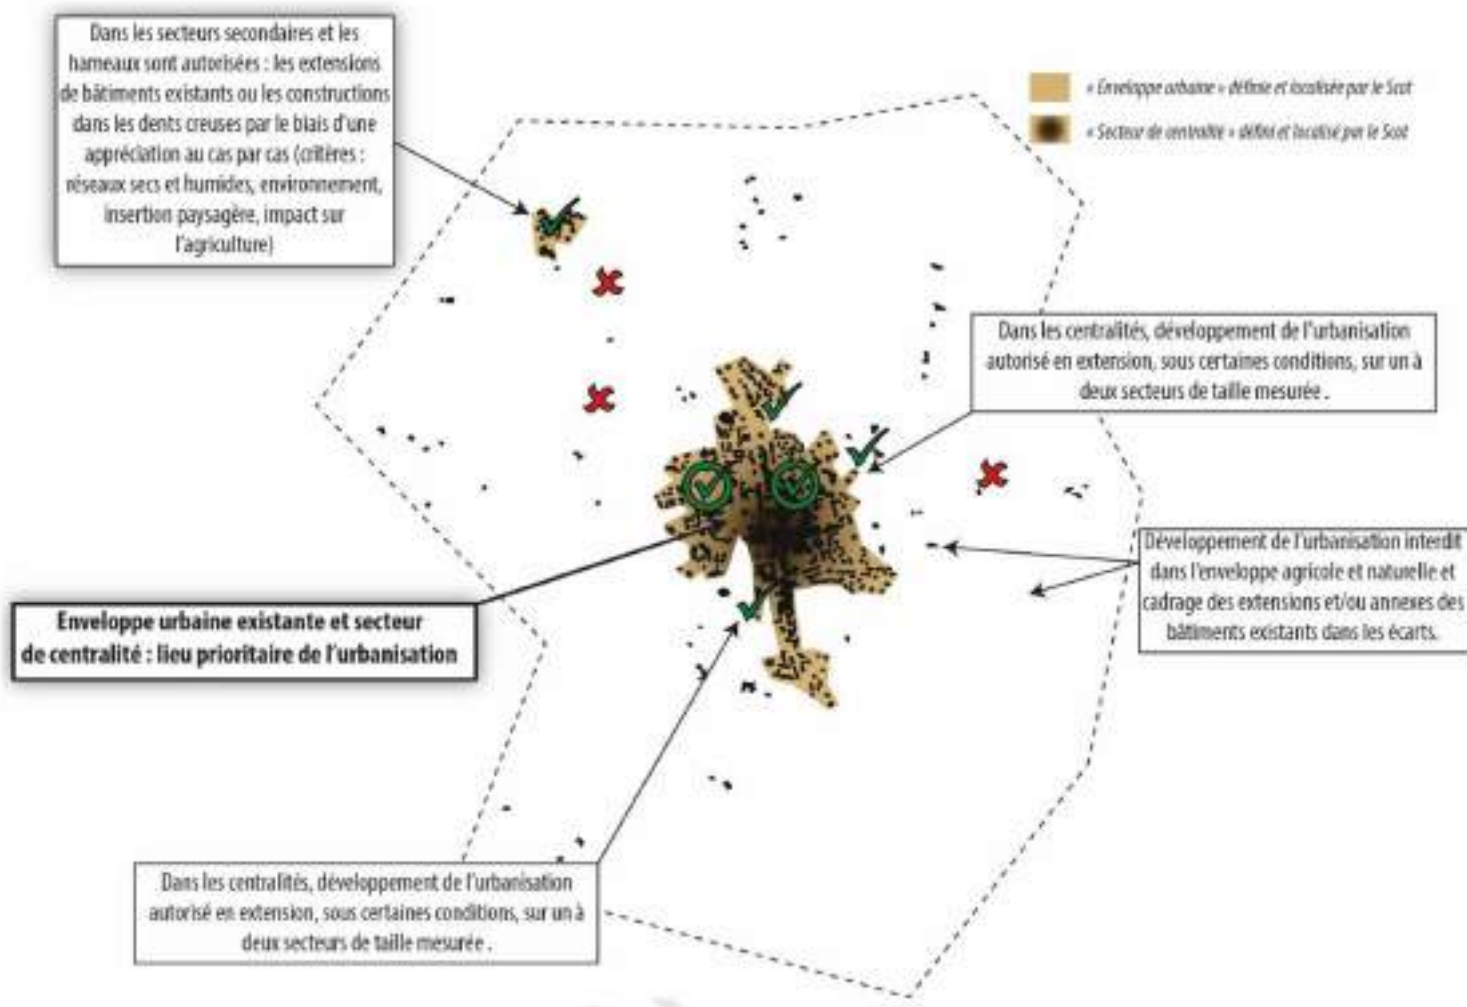 Dans les secteurs secondaires et les
hameaux sont autorisées : les extensions
de bâtiments existants ou les constructions
dans les dents creuses par le biais d'une
appréciation au cas par cas (critères :
réseaux secs et humides, environnement,
insertion paysagère, impact sur
l'agriculture)
« Enveloppe urbaine » définie et localisée par le Scot
« Secteur de centralité » défini et localisé par le Scot
Dans les centralités, développement de l'urbanisation
autorisé en extension, sous certaines conditions, sur un à
deux secteurs de taille mesurée .
Développement de l'urbanisation interdit
dans l'enveloppe agricole et naturelle et
cadrage des extensions et/ou annexes des
bâtiments existants dans les écarts.
Enveloppe urbaine existante et secteur
de centralité : lieu prioritaire de l'urbanisation
Dans les centralités, développement de l'urbanisation
autorisé en extension, sous certaines conditions, sur un à
deux secteurs de taille mesurée .